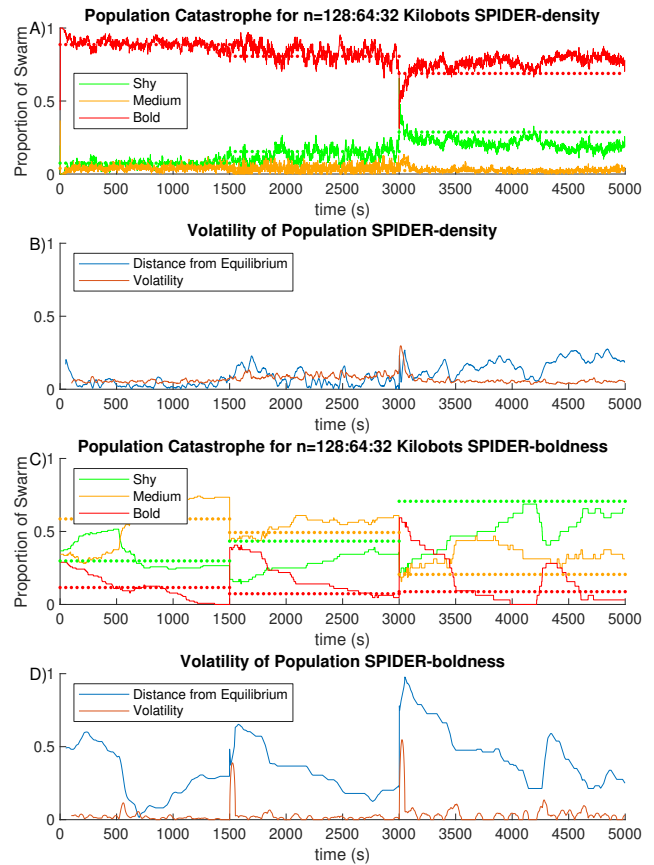 Population Catastrophe for n=128:64:32 Kilobots SPIDER-density
A)
1
0.5
0
Proportion of Swarm
Shy
Medium
Bold
0 500 1000 1500 2000 2500 3000 3500 4000 4500 5000
time (s)
Volatility of Population SPIDER-density
B)
1
0.5
0
Distance from Equilibrium
Volatility
0 500 1000 1500 2000 2500 3000 3500 4000 4500 5000
time (s)
Population Catastrophe for n=128:64:32 Kilobots SPIDER-boldness
C)
1
0.5
0
Proportion of Swarm
Shy
Medium
Bold
0 500 1000 1500 2000 2500 3000 3500 4000 4500 5000
time (s)
Volatility of Population SPIDER-boldness
D)
1
0.5
0
Distance from Equilibrium
Volatility
0 500 1000 1500 2000 2500 3000 3500 4000 4500 5000
time (s)